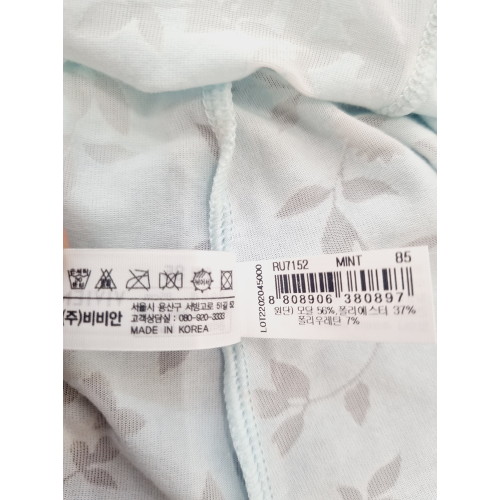 서울시 용산구 서빙고로 51길 52
(주)비비안
고객상담실 : 080-920-3333
MADE IN KOREA
LOT2202045000
RU7152 MINT 85
8 808906 380897
원단) 모달 56%, 폴리에스터 37%
폴리우레탄 7%